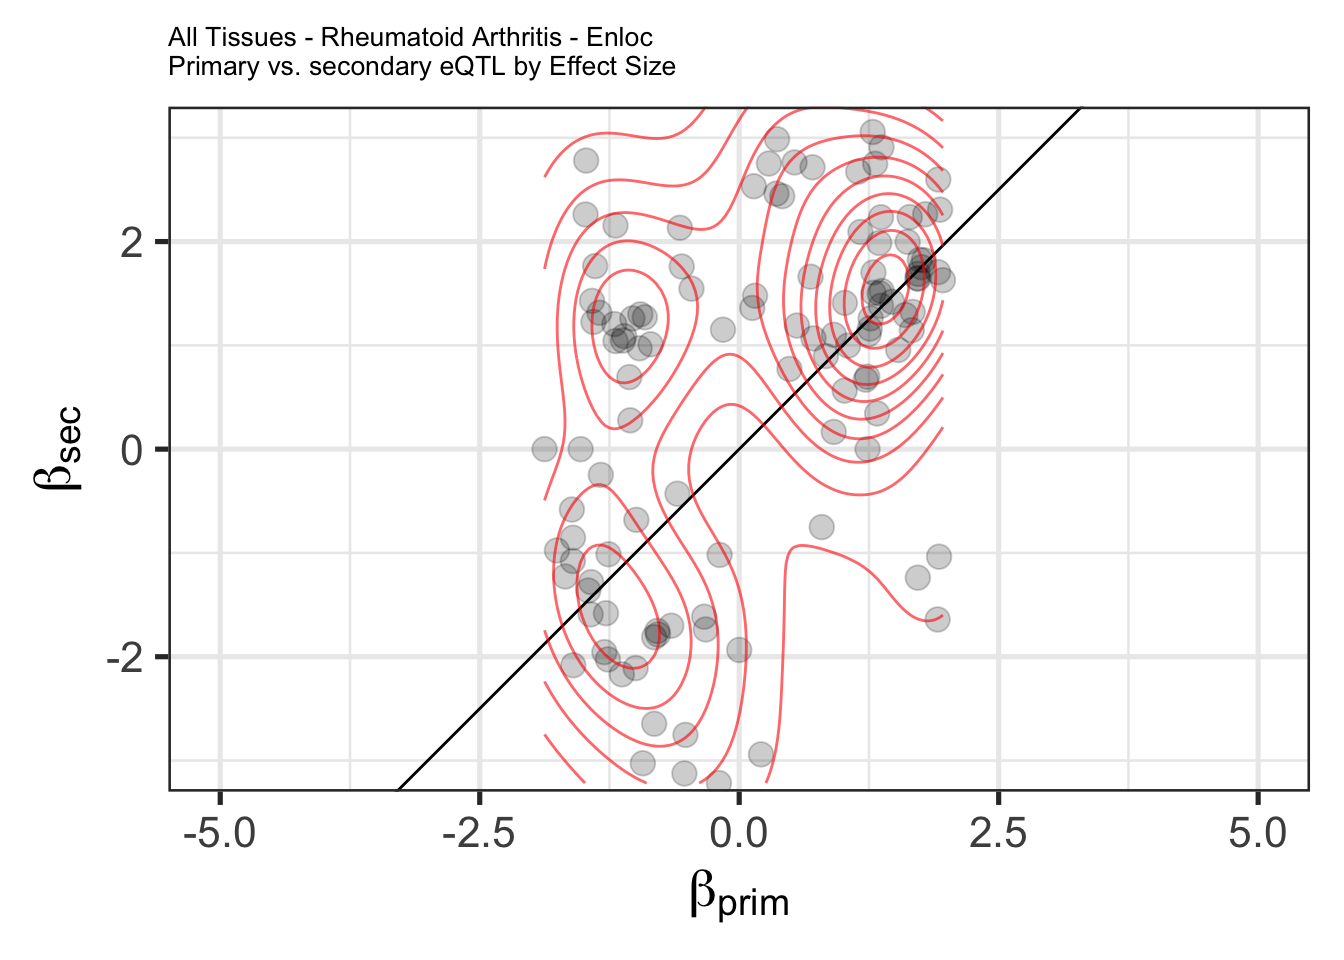 All Tissues - Rheumatoid Arthritis - Enloc
Primary vs. secondary eQTL by Effect Size
2
0
-2
βsec
-5.0 -2.5 0.0 2.5 5.0
βprim